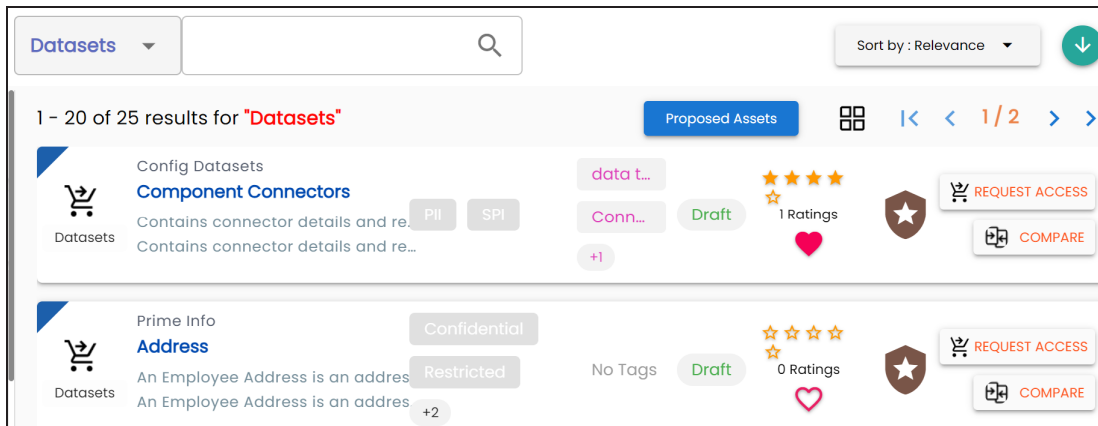 Datasets
Sort by : Relevance
1 - 20 of 25 results for "Datasets"
Proposed Assets
1 / 2
Config Datasets
Component Connectors
Contains connector details and re...
Contains connector details and re...
Datasets
PII
SPI
data t...
Conn...
+1
Draft
1 Ratings
REQUEST ACCESS
COMPARE
Prime Info
Address
An Employee Address is an addres
An Employee Address is an addres
Datasets
Confidential
Restricted
+2
No Tags
Draft
0 Ratings
REQUEST ACCESS
COMPARE